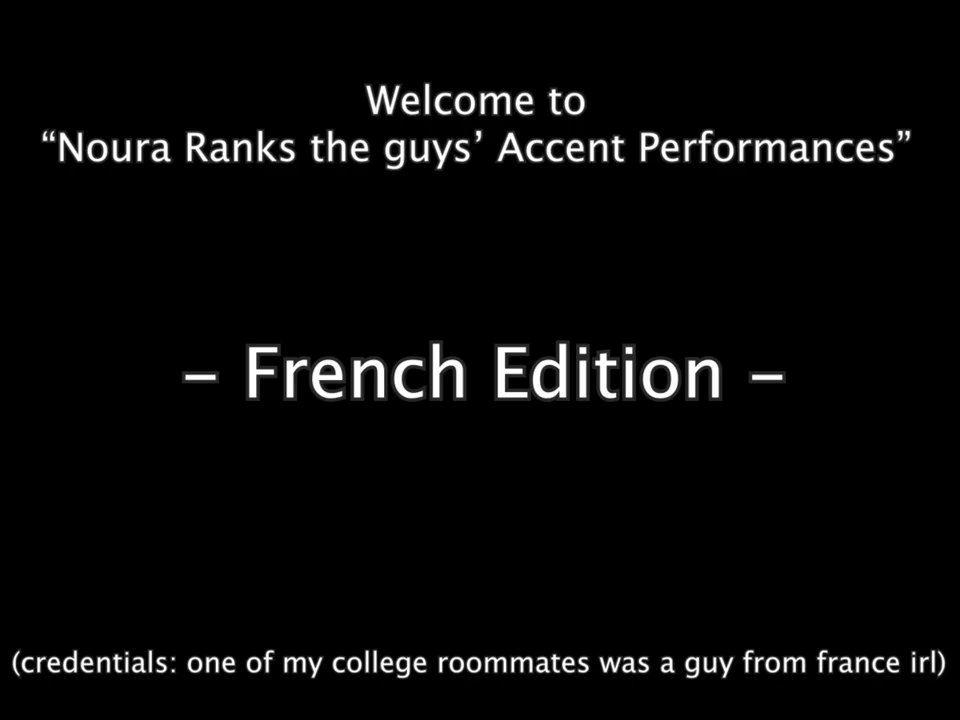 Welcome to
“Noura Ranks the guys’ Accent Performances”
– French Edition –
(credentials: one of my college roommates was a guy from france irl)